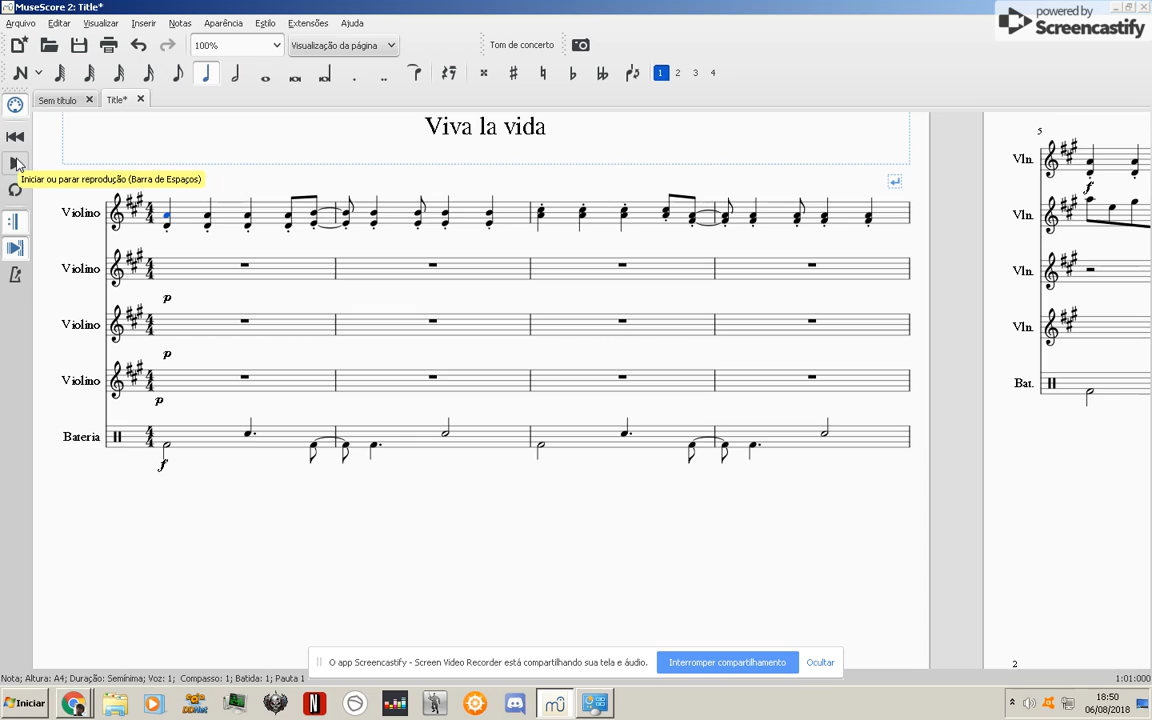 MuseScore 2: Title*
powered by
Screencastify
Arquivo Editar Visualizar Inserir Notas Aparência Estilo Extensões Ajuda
100% Visualização da página Tom de concerto
1 2 3 4
Sem título Title*
Viva la vida
Iniciar ou parar reprodução (Barra de Espaços)
5
Violino
Violino
p
Violino
p
Violino
p
Bateria
f
Vln.
f
Vln.
Vln.
Vln.
Bat.
2
O app Screencastify - Screen Video Recorder está compartilhando sua tela e áudio. Interromper compartilhamento Ocultar
Nota; Altura: A4; Duração: Semínima; Voz: 1; Compasso: 1; Batida: 1; Pauta 1 1:01:000
Iniciar DDNet N
18:50
06/08/2018